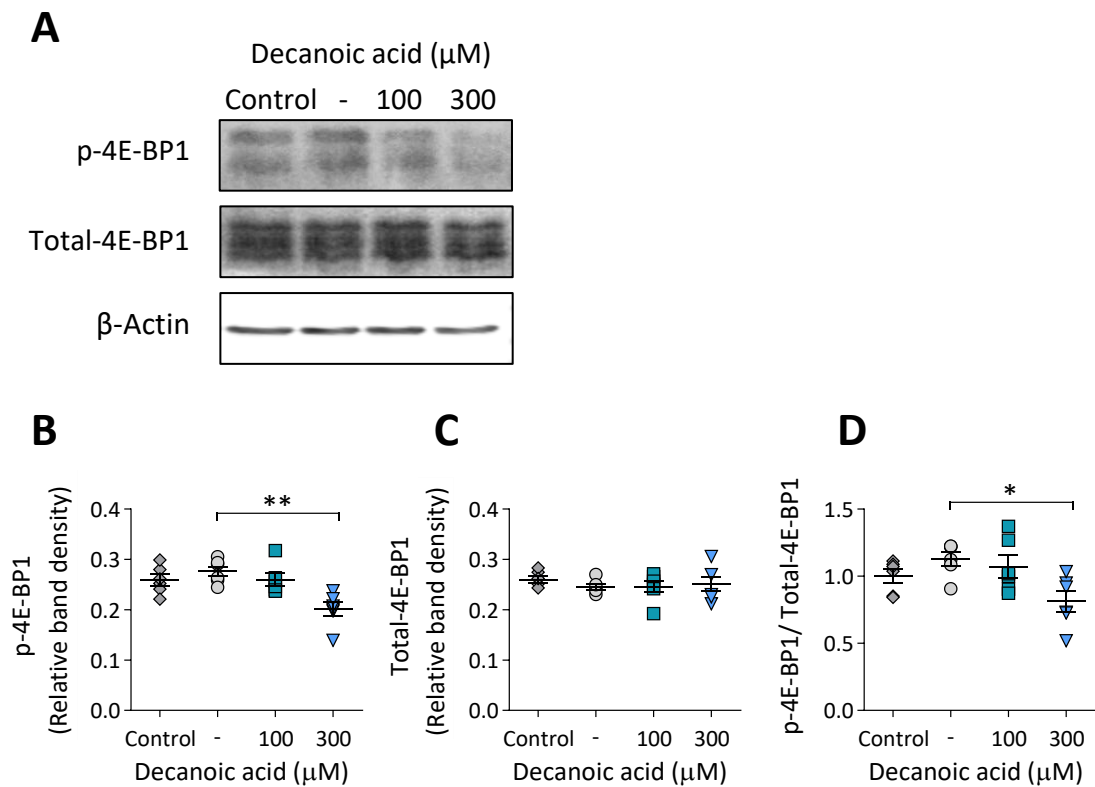 A
Decanoic acid (μM)
Control - 100 300
p-4E-BP1
Total-4E-BP1
β-Actin
B
p-4E-BP1
(Relative band density)
0.4
0.3
0.2
0.1
0.0
**
Control - 100 300
Decanoic acid (μM)
C
Total-4E-BP1
(Relative band density)
0.4
0.3
0.2
0.1
0.0
Control - 100 300
Decanoic acid (μM)
D
p-4E-BP1/ Total-4E-BP1
1.5
1.0
0.5
0.0
*
Control - 100 300
Decanoic acid (μM)